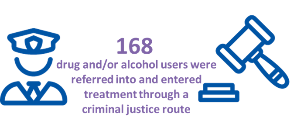 168
drug and/or alcohol users were
referred into and entered
treatment through a
criminal justice route